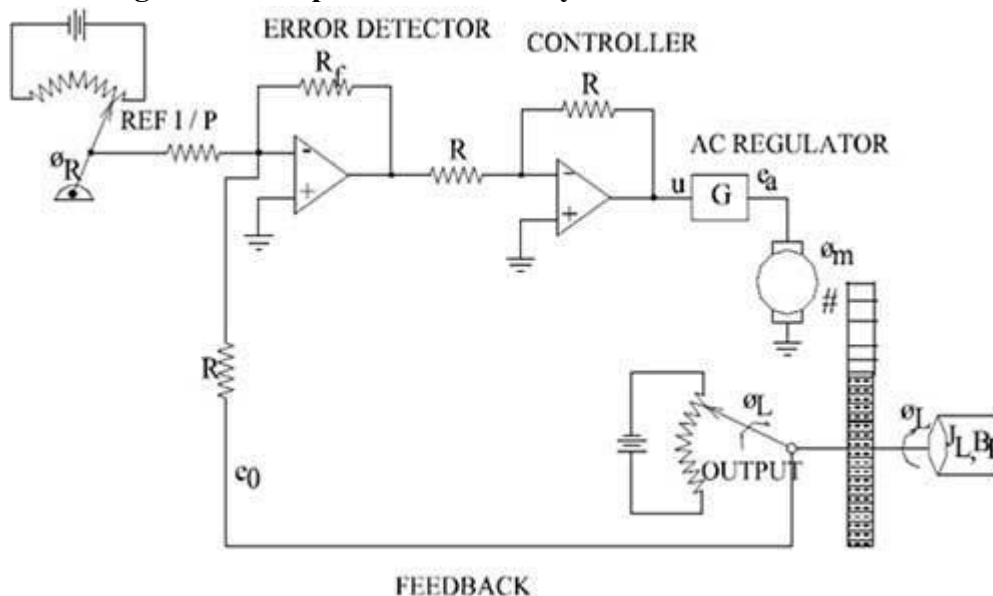 ERROR DETECTOR
CONTROLLER
R_f
R
REF I / P
AC REGULATOR
ø_R
R
u
G
e_a
ø_m
#
R
ø_L
ø_L
J_L, B_L
OUTPUT
e_0
FEEDBACK